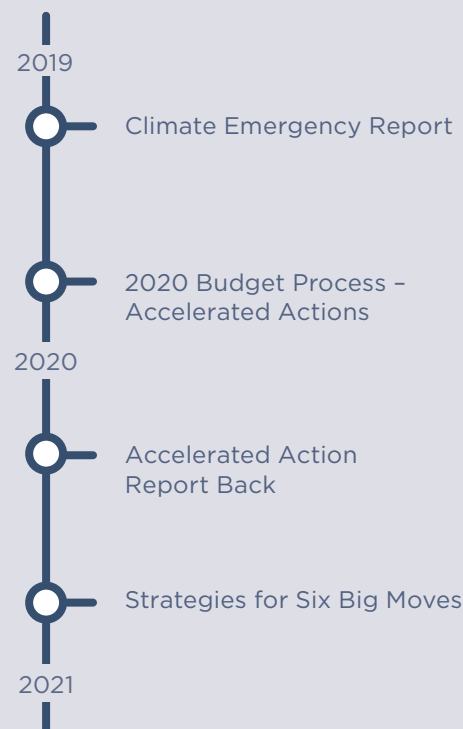 2019
Climate Emergency Report
2020 Budget Process –
Accelerated Actions
2020
Accelerated Action
Report Back
Strategies for Six Big Moves
2021